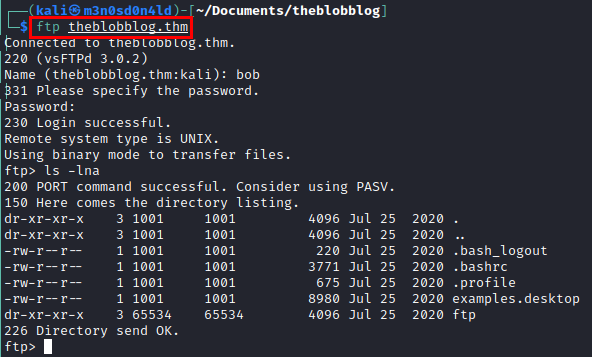 ┌──(kali㉿m3n0sd0n4ld)-[~/Documents/theblobblog]
└─$ ftp theblobblog.thm
Connected to theblobblog.thm.
220 (vsFTPd 3.0.2)
Name (theblobblog.thm:kali): bob
331 Please specify the password.
Password:
230 Login successful.
Remote system type is UNIX.
Using binary mode to transfer files.
ftp> ls -lna
200 PORT command successful. Consider using PASV.
150 Here comes the directory listing.
dr-xr-xr-x    3 1001     1001         4096 Jul 25  2020 .
dr-xr-xr-x    3 1001     1001         4096 Jul 25  2020 ..
-rw-r--r--    1 1001     1001          220 Jul 25  2020 .bash_logout
-rw-r--r--    1 1001     1001         3771 Jul 25  2020 .bashrc
-rw-r--r--    1 1001     1001          675 Jul 25  2020 .profile
-rw-r--r--    1 1001     1001         8980 Jul 25  2020 examples.desktop
dr-xr-xr-x    3 65534    65534        4096 Jul 25  2020 ftp
226 Directory send OK.
ftp>